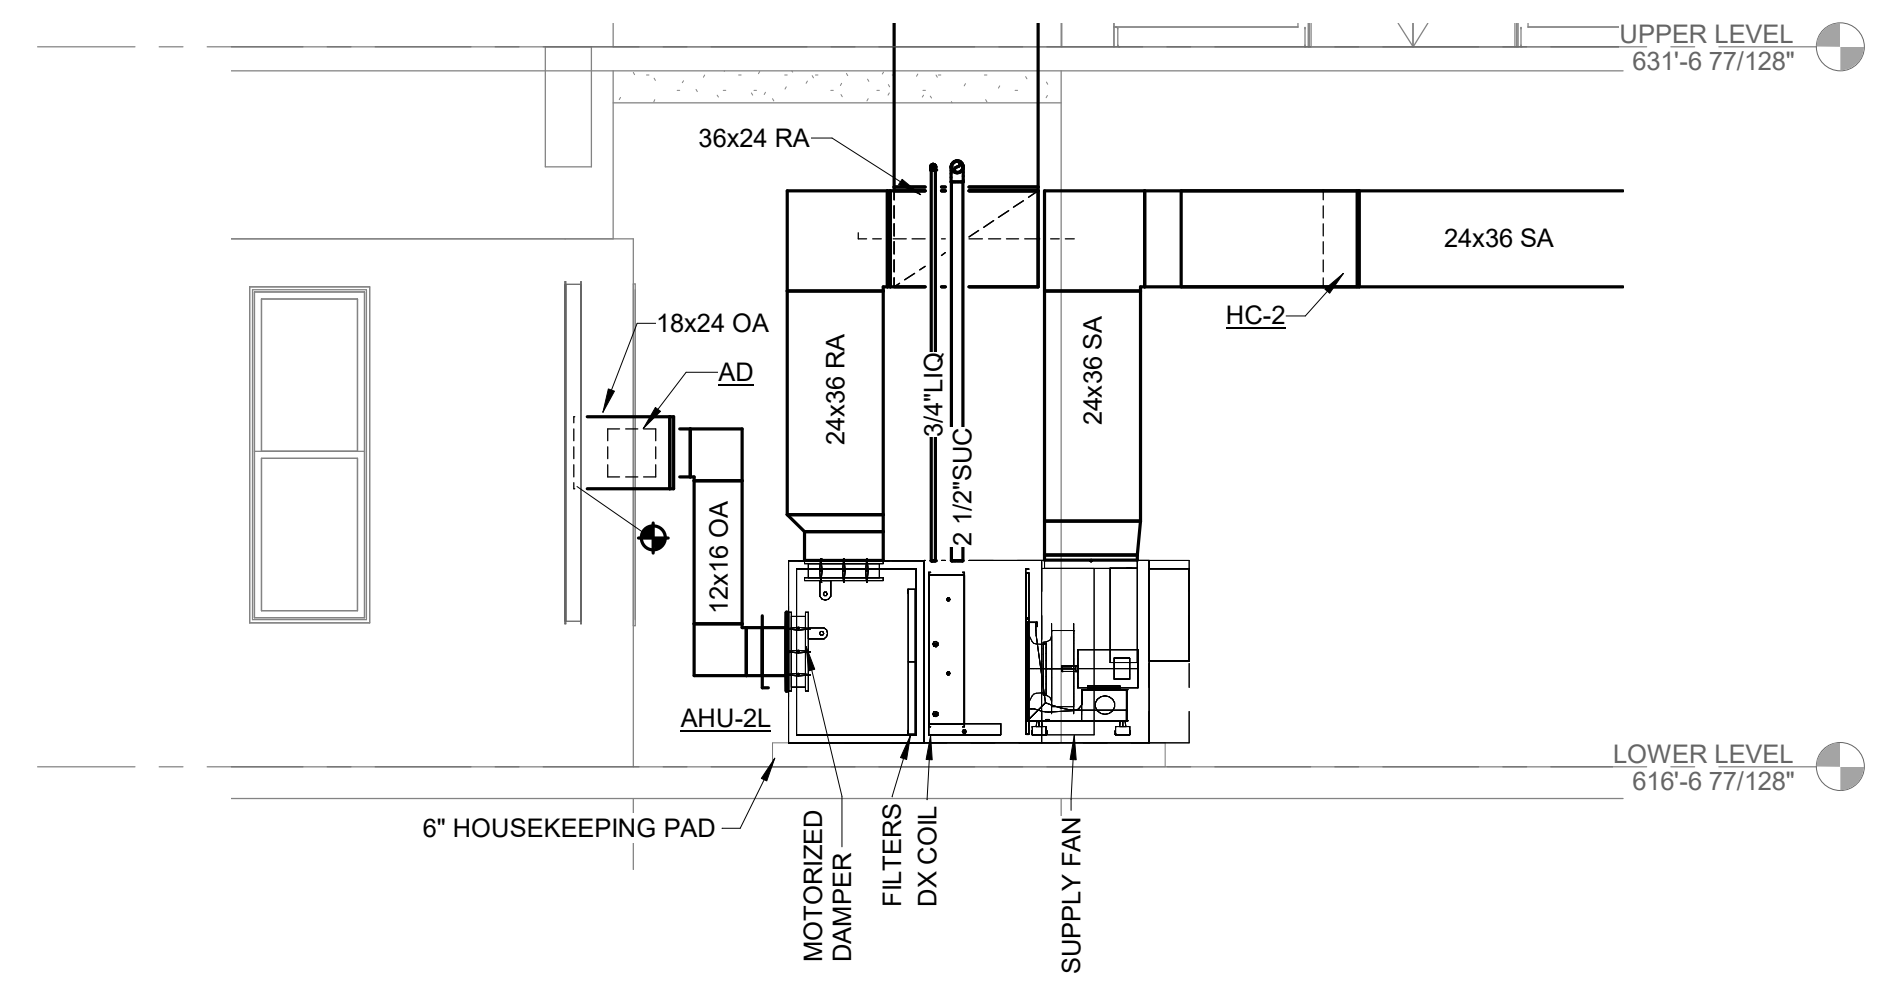 UPPER LEVEL
631'-6 77/128"
36x24 RA
24x36 SA
HC-2
18x24 OA
AD
24x36 RA
3/4"LIQ
2 1/2"SUC
24x36 SA
12x16 OA
AHU-2L
LOWER LEVEL
616'-6 77/128"
6" HOUSEKEEPING PAD
MOTORIZED
DAMPER
FILTERS
DX COIL
SUPPLY FAN